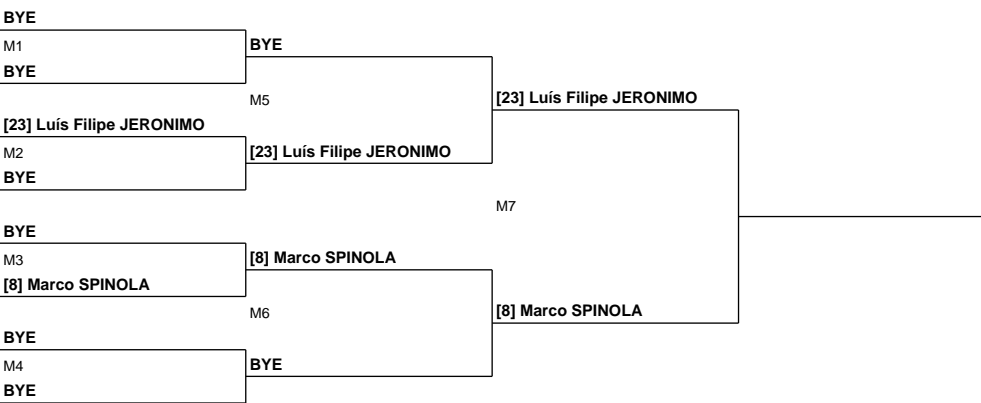 BYE
M1
BYE
BYE
M5
[23] Luís Filipe JERONIMO
[23] Luís Filipe JERONIMO
M2
[23] Luís Filipe JERONIMO
BYE
M7
BYE
M3
[8] Marco SPINOLA
[8] Marco SPINOLA
M6
[8] Marco SPINOLA
BYE
M4
BYE
BYE